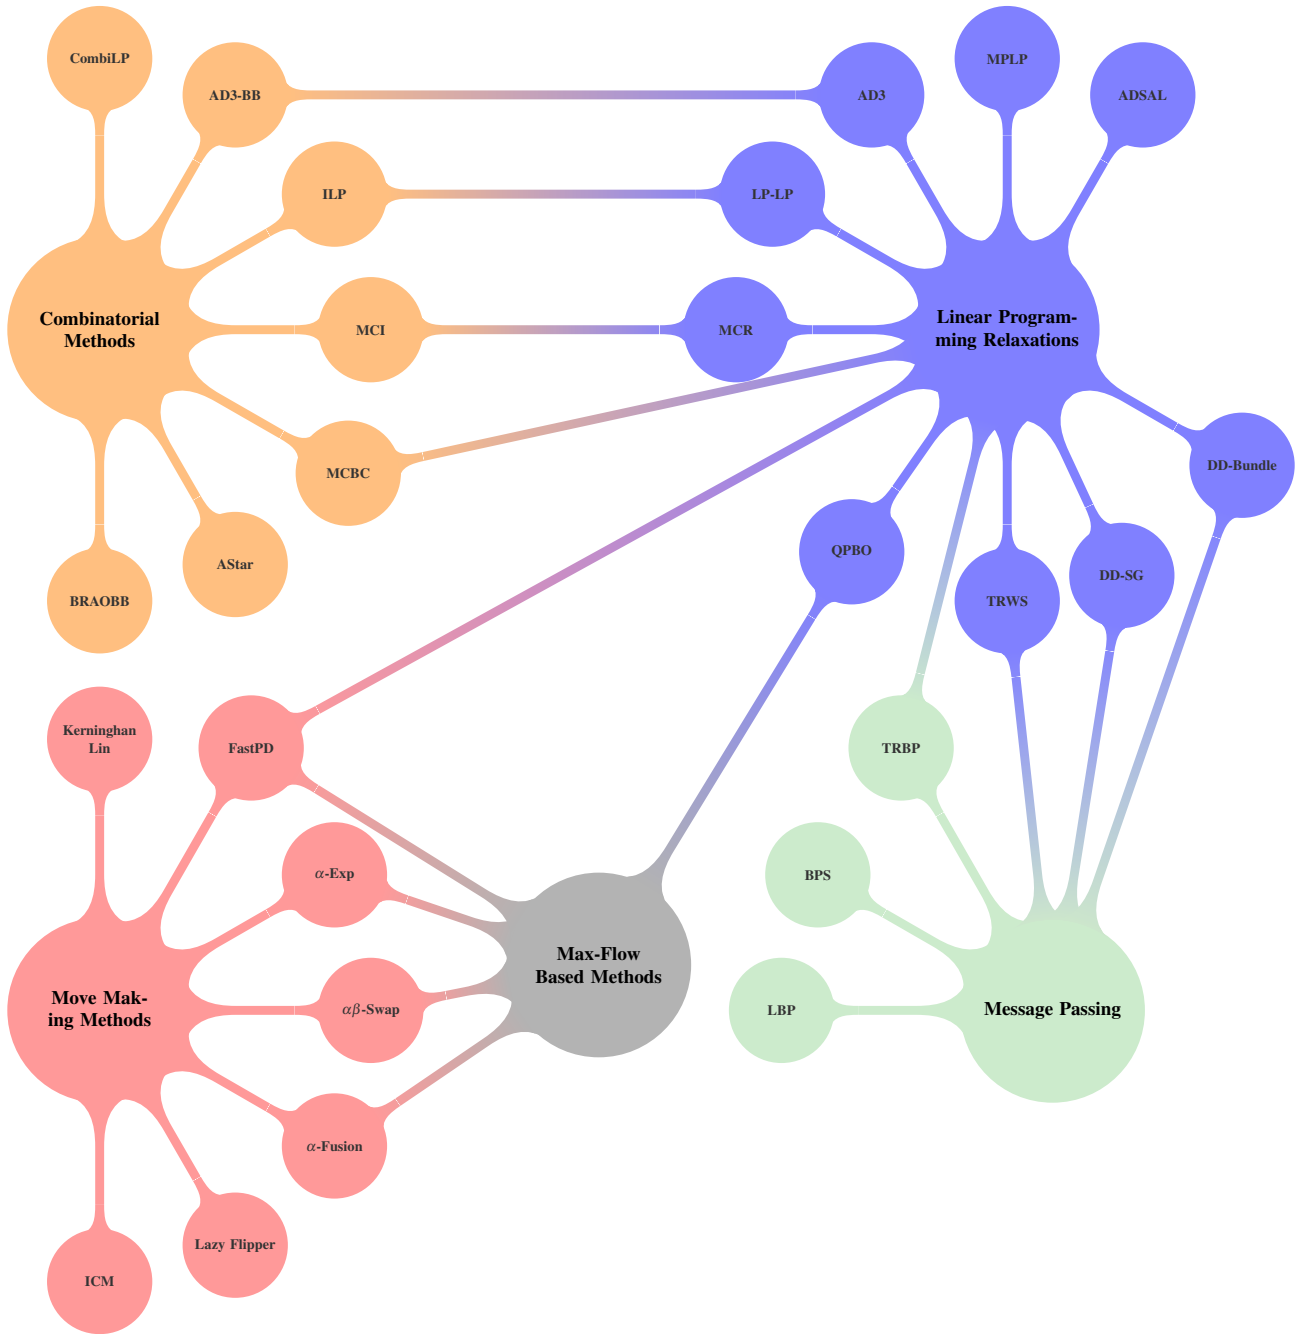 CombiLP
MPLP
AD3-BB
AD3
ADSAL
ILP
LP-LP
Combinatorial
Methods
MCI
MCR
Linear Program-
ming Relaxations
MCBC
DD-Bundle
QPBO
AStar
DD-SG
BRAOBB
TRWS
Kerninghan
Lin
FastPD
TRBP
α-Exp
BPS
Max-Flow
Based Methods
Move Mak-
ing Methods
αβ-Swap
LBP
Message Passing
α-Fusion
Lazy Flipper
ICM